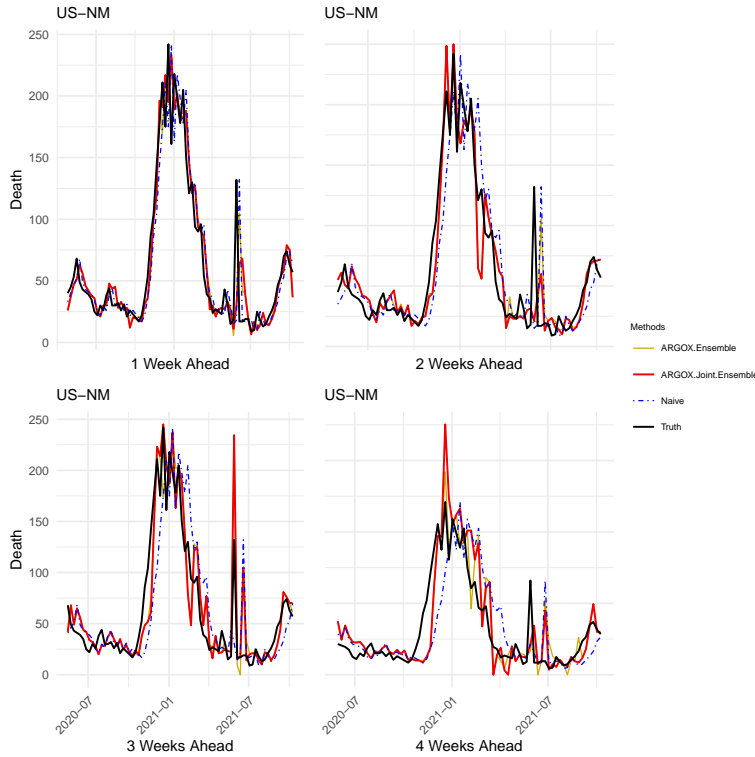 US-NM
US-NM
250
200
150
100
50
0
Death
1 Week Ahead
2 Weeks Ahead
Methods
ARGOX.Ensemble
ARGOX.Joint.Ensemble
Naive
Truth
US-NM
US-NM
250
200
150
100
50
0
Death
2020-07
2021-01
2021-07
2020-07
2021-01
2021-07
3 Weeks Ahead
4 Weeks Ahead